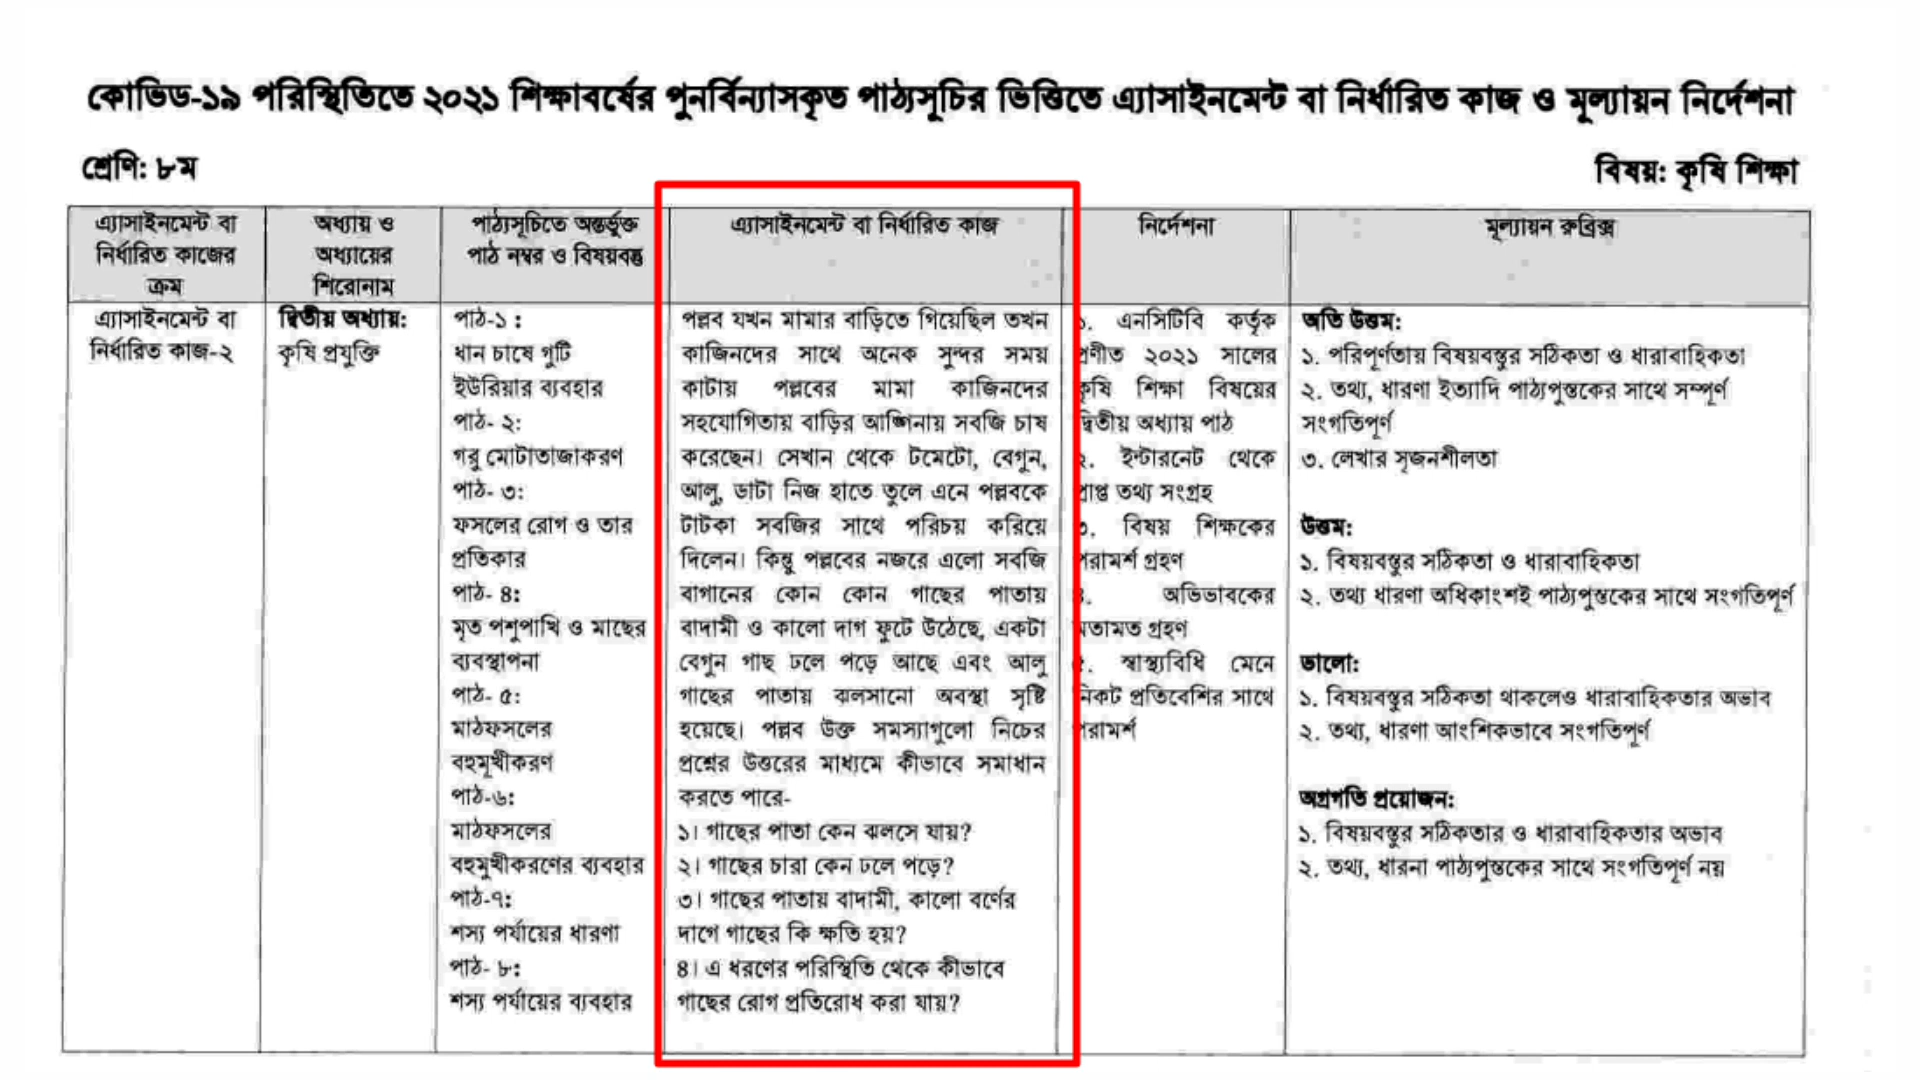 কোভিড-১৯ পরিস্থিতিতে ২০২১ শিক্ষাবর্ষের পুনর্বিন্যাসকৃত পাঠ্যসূচির ভিত্তিতে এ্যাসাইনমেন্ট বা নির্ধারিত কাজ ও মূল্যায়ন নির্দেশনা
শ্রেণি: ৮ম
বিষয়: কৃষি শিক্ষা
এ্যাসাইনমেন্ট বা
নির্ধারিত কাজের
ক্রম
অধ্যায় ও
অধ্যায়ের
শিরোনাম
পাঠ্যসূচিতে অন্তর্ভুক্ত
পাঠ নম্বর ও বিষয়বস্তু
এ্যাসাইনমেন্ট বা নির্ধারিত কাজ
নির্দেশনা
মূল্যায়ন রুব্রিক্স
এ্যাসাইনমেন্ট বা
নির্ধারিত কাজ-২
দ্বিতীয় অধ্যায়:
কৃষি প্রযুক্তি
পাঠ-১ :
ধান চাষে গুটি
ইউরিয়ার ব্যবহার
পাঠ- ২:
গরু মোটাতাজাকরণ
পাঠ- ৩:
ফসলের রোগ ও তার
প্রতিকার
পাঠ- ৪:
মৃত পশুপাখি ও মাছের
ব্যবস্থাপনা
পাঠ- ৫:
মাঠফসলের
বহুমূখীকরণ
পাঠ-৬:
মাঠফসলের
বহুমুখীকরণের ব্যবহার
পাঠ-৭:
শস্য পর্যায়ের ধারণা
পাঠ- ৮:
শস্য পর্যায়ের ব্যবহার
পল্লব যখন মামার বাড়িতে গিয়েছিল তখন
কাজিনদের সাথে অনেক সুন্দর সময়
কাটায় পল্লবের মামা কাজিনদের
সহযোগিতায় বাড়ির আঙ্গিনায় সবজি চাষ
করেছেন। সেখান থেকে টমেটো, বেগুন,
আলু, ডাটা নিজ হাতে তুলে এনে পল্লবকে
টাটকা সবজির সাথে পরিচয় করিয়ে
দিলেন। কিন্তু পল্লবের নজরে এলো সবজি
বাগানের কোন কোন গাছের পাতায়
বাদামী ও কালো দাগ ফুটে উঠেছে, একটা
বেগুন গাছ ঢলে পড়ে আছে এবং আলু
গাছের পাতায় ঝলসানো অবস্থা সৃষ্টি
হয়েছে। পল্লব উক্ত সমস্যাগুলো নিচের
প্রশ্নের উত্তরের মাধ্যমে কীভাবে সমাধান
করতে পারে-
১। গাছের পাতা কেন ঝলসে যায়?
২। গাছের চারা কেন ঢলে পড়ে?
৩। গাছের পাতায় বাদামী, কালো বর্ণের
দাগে গাছের কি ক্ষতি হয়?
৪। এ ধরণের পরিস্থিতি থেকে কীভাবে
গাছের রোগ প্রতিরোধ করা যায়?
১. এনসিটিবি কর্তৃক
প্রণীত ২০২১ সালের
কৃষি শিক্ষা বিষয়ের
দ্বিতীয় অধ্যায় পাঠ
২. ইন্টারনেট থেকে
প্রাপ্ত তথ্য সংগ্রহ
৩. বিষয় শিক্ষকের
পরামর্শ গ্রহণ
৪. অভিভাবকের
মতামত গ্রহণ
৫. স্বাস্থ্যবিধি মেনে
নিকট প্রতিবেশির সাথে
পরামর্শ
অতি উত্তম:
১. পরিপূর্ণতায় বিষয়বস্তুর সঠিকতা ও ধারাবাহিকতা
২. তথ্য, ধারণা ইত্যাদি পাঠ্যপুস্তকের সাথে সম্পূর্ণ
সংগতিপূর্ণ
৩. লেখার সৃজনশীলতা
উত্তম:
১. বিষয়বস্তুর সঠিকতা ও ধারাবাহিকতা
২. তথ্য ধারণা অধিকাংশই পাঠ্যপুস্তকের সাথে সংগতিপূর্ণ
ভালো:
১. বিষয়বস্তুর সঠিকতা থাকলেও ধারাবাহিকতার অভাব
২. তথ্য, ধারণা আংশিকভাবে সংগতিপূর্ণ
অগ্রগতি প্রয়োজন:
১. বিষয়বস্তুর সঠিকতার ও ধারাবাহিকতার অভাব
২. তথ্য, ধারনা পাঠ্যপুস্তকের সাথে সংগতিপূর্ণ নয়